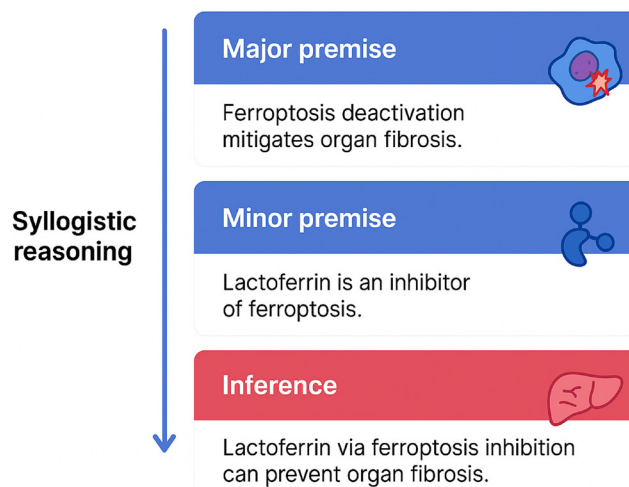 Major premise
Ferroptosis deactivation
mitigates organ fibrosis.
Syllogistic
reasoning
Minor premise
Lactoferrin is an inhibitor
of ferroptosis.
Inference
Lactoferrin via ferroptosis inhibition
can prevent organ fibrosis.